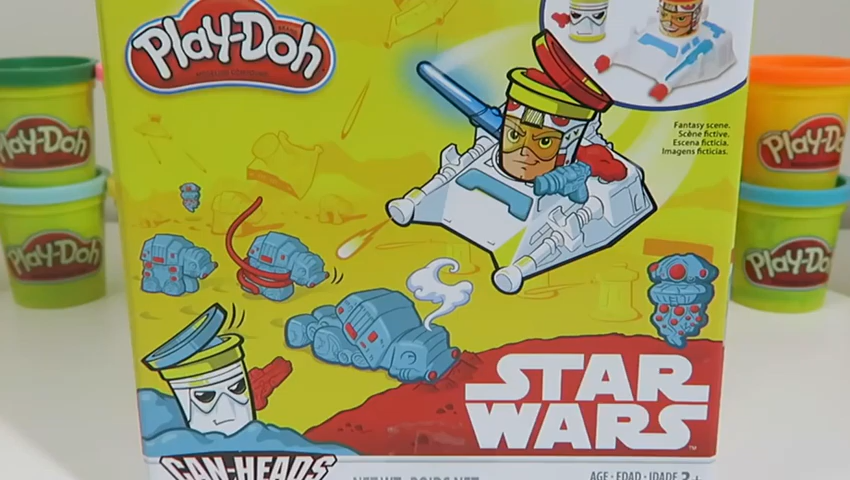 Play-Doh
Play-Doh
Play-Doh
Fantasy scene.
Scène fictive.
Escena ficticia.
Imagens fictícias.
Play-Doh
Play-Doh
STAR
WARS
CAN-HEADS
AGE · EDAD · IDADE 3+